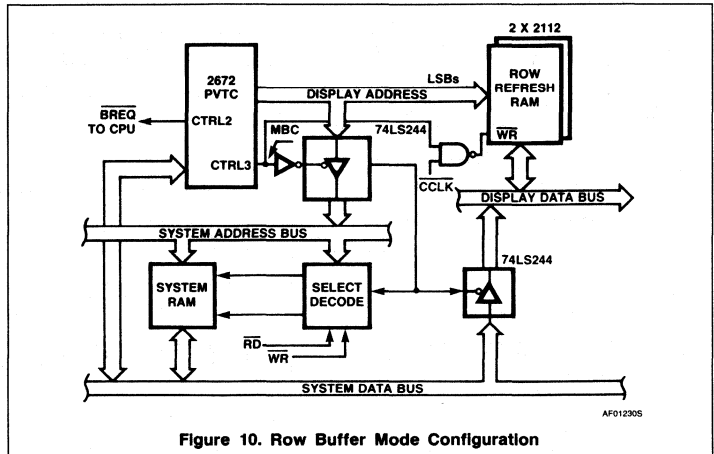 2 X 2112
2672
PVTC
LSBs
DISPLAY ADDRESS
ROW
REFRESH
RAM
BREQ
TO CPU
CTRL2
MBC
74LS244
WR
CTRL3
CCLK
DISPLAY DATA BUS
SYSTEM ADDRESS BUS
74LS244
SYSTEM
RAM
SELECT
DECODE
RD
WR
SYSTEM DATA BUS
AF01230S
Figure 10. Row Buffer Mode Configuration